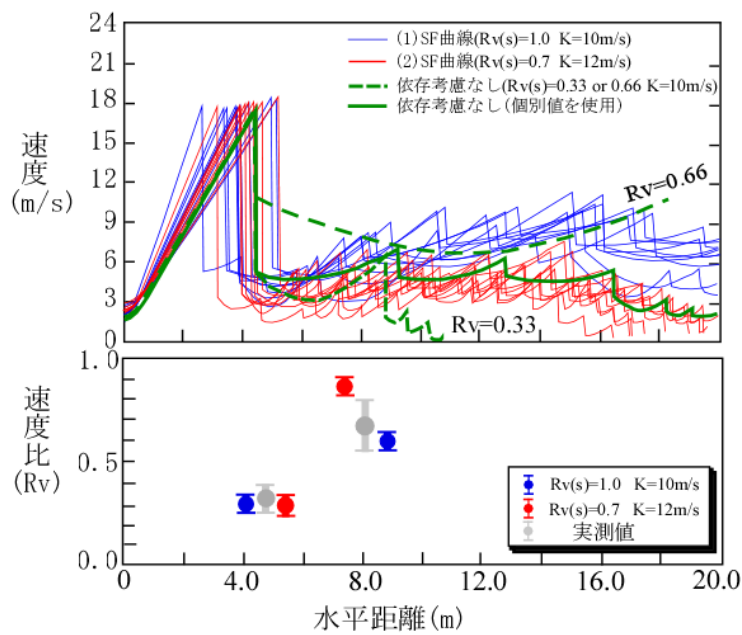 24
21
18
15
12
9
6
3
0
速度
(m/s)
(1)SF曲線(Rv(s)=1.0 K=10m/s)
(2)SF曲線(Rv(s)=0.7 K=12m/s)
依存考慮なし(Rv(s)=0.33 or 0.66 K=10m/s)
依存考慮なし(個別値を使用)
Rv=0.66
Rv=0.33
1.0
0.5
0.0
速度比
(Rv)
Rv(s)=1.0 K=10m/s
Rv(s)=0.7 K=12m/s
実測値
0 4.0 8.0 12.0 16.0 20.0
水平距離(m)